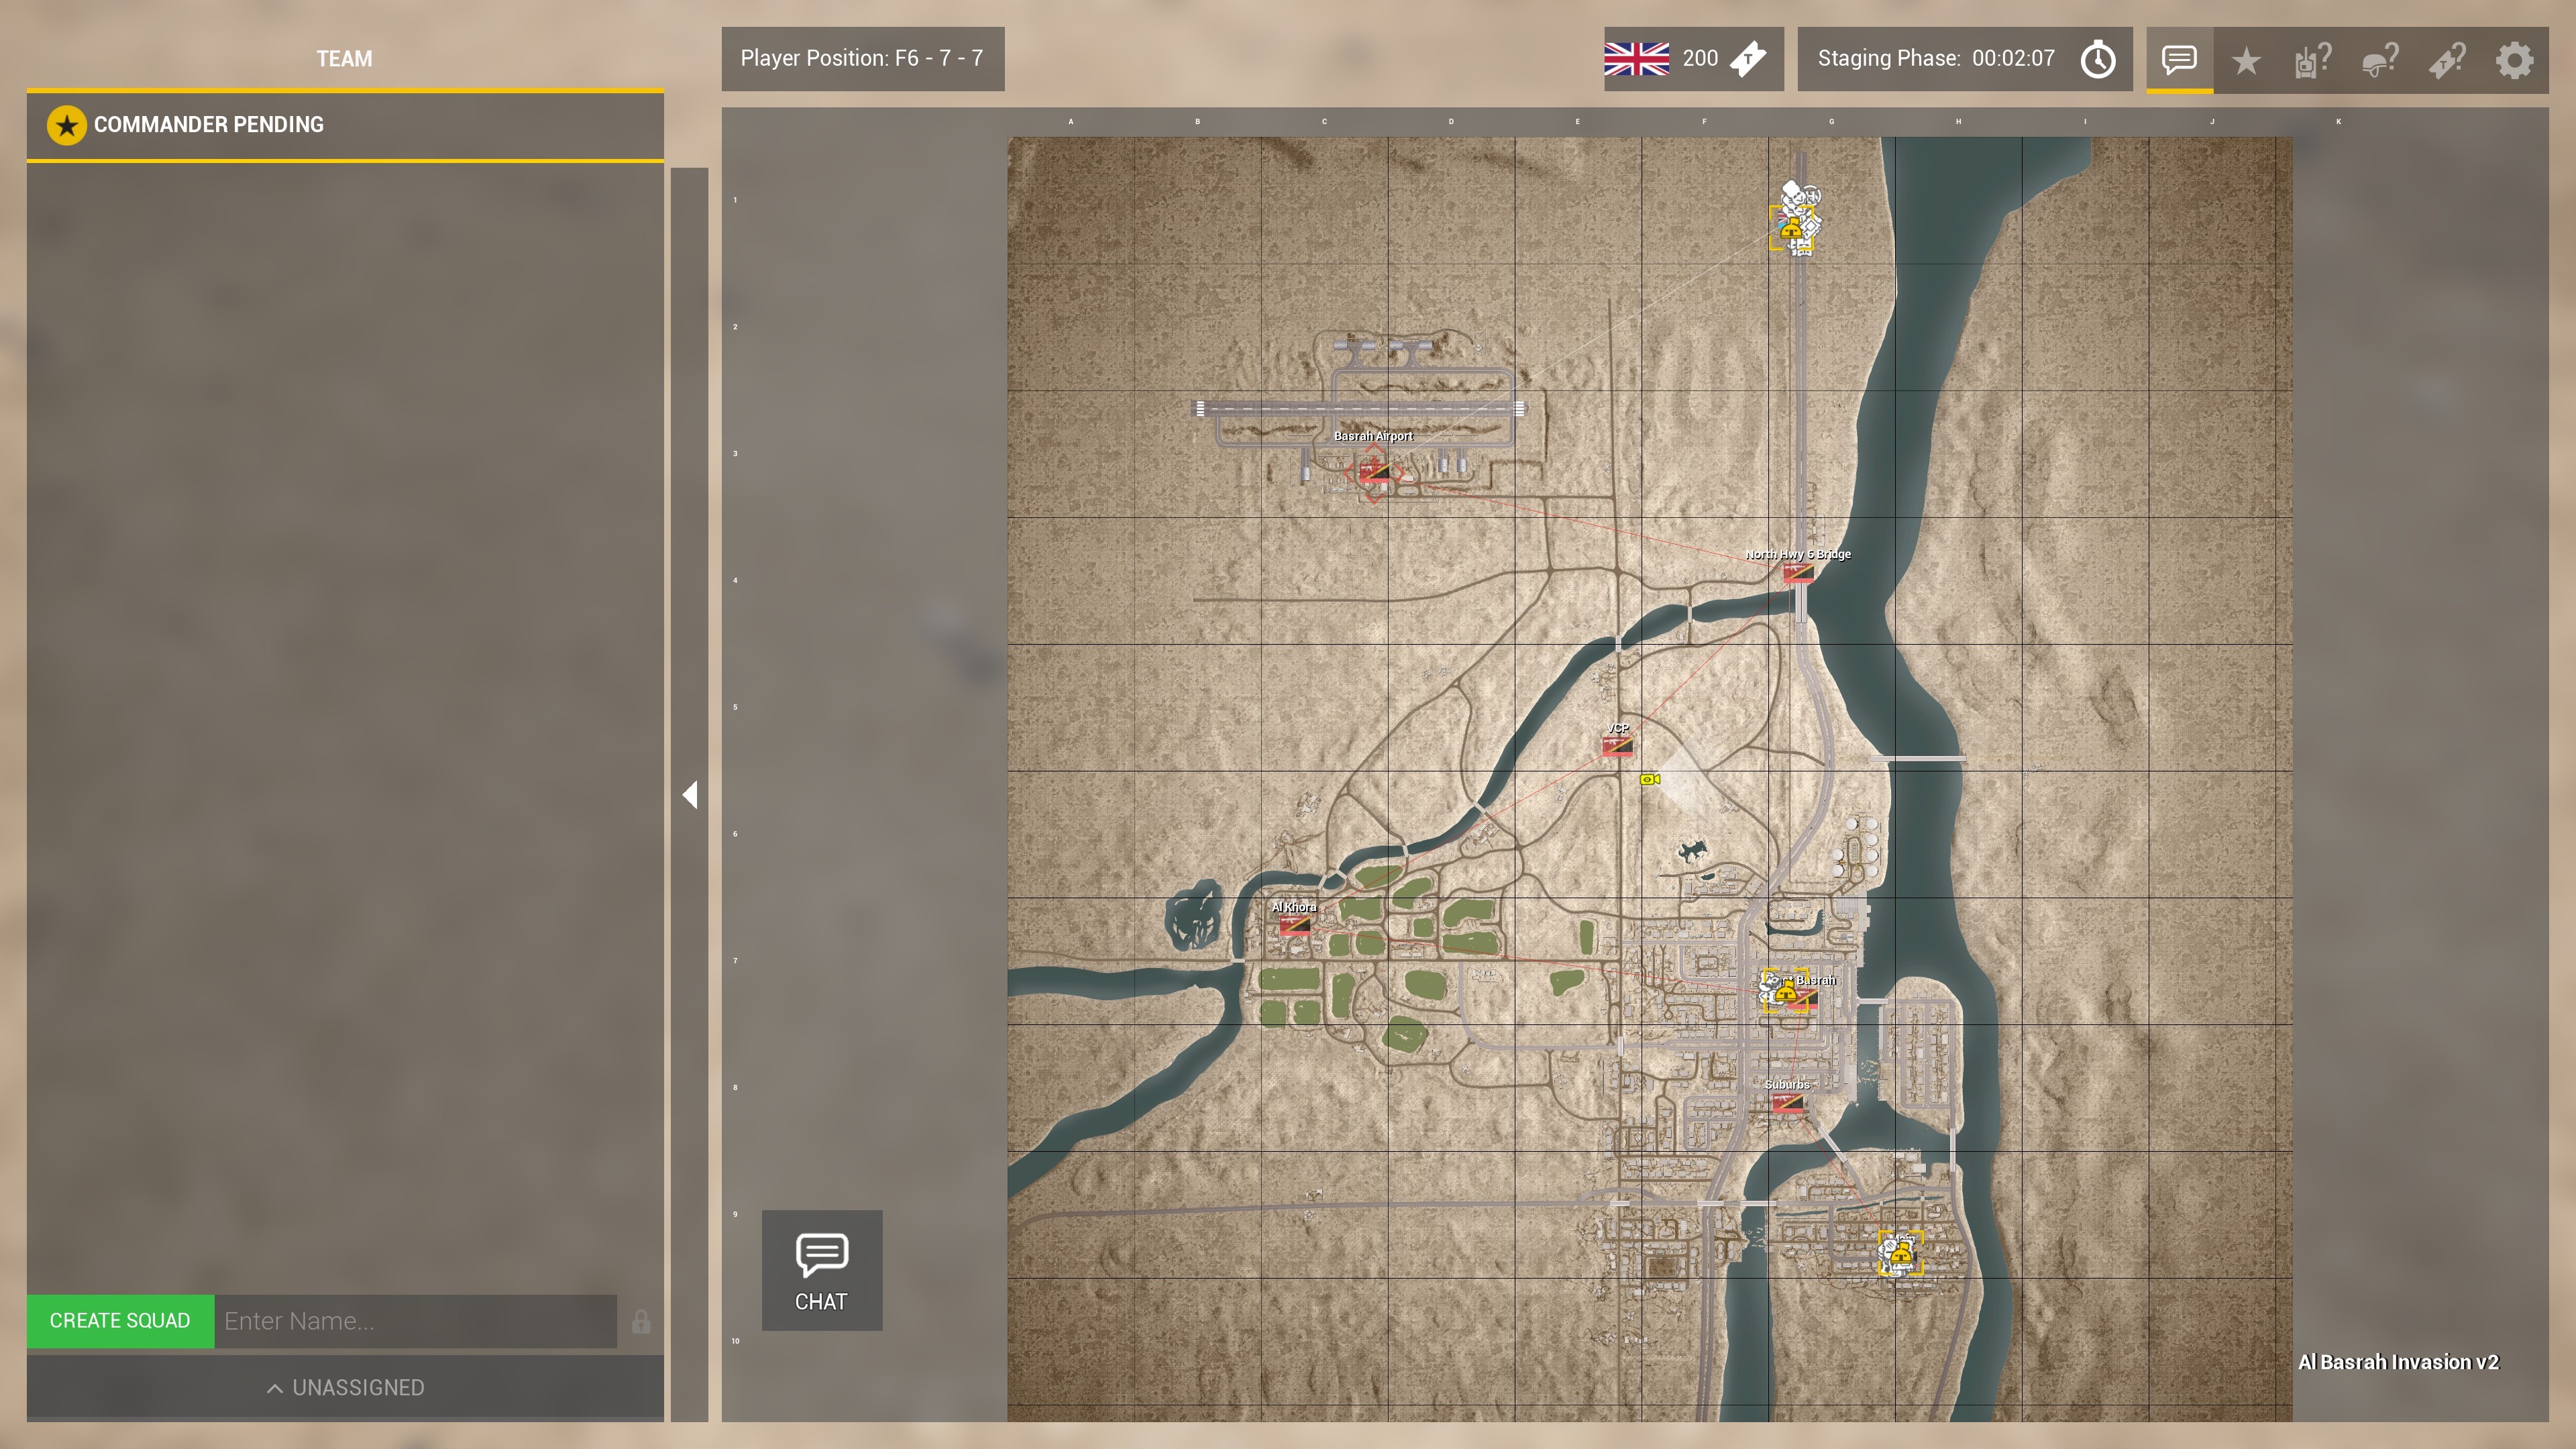 TEAM
Player Position: F6 - 7 - 7
200
Staging Phase: 00:02:07
COMMANDER PENDING
A B C D E F G H I J K
1
2
Basrah Airport
3
North Hwy 6 Bridge
4
5
VCP
6
Al Khora
7
Basrah
Suburbs
8
9
CHAT
CREATE SQUAD
Enter Name...
10
Al Basrah Invasion v2
UNASSIGNED